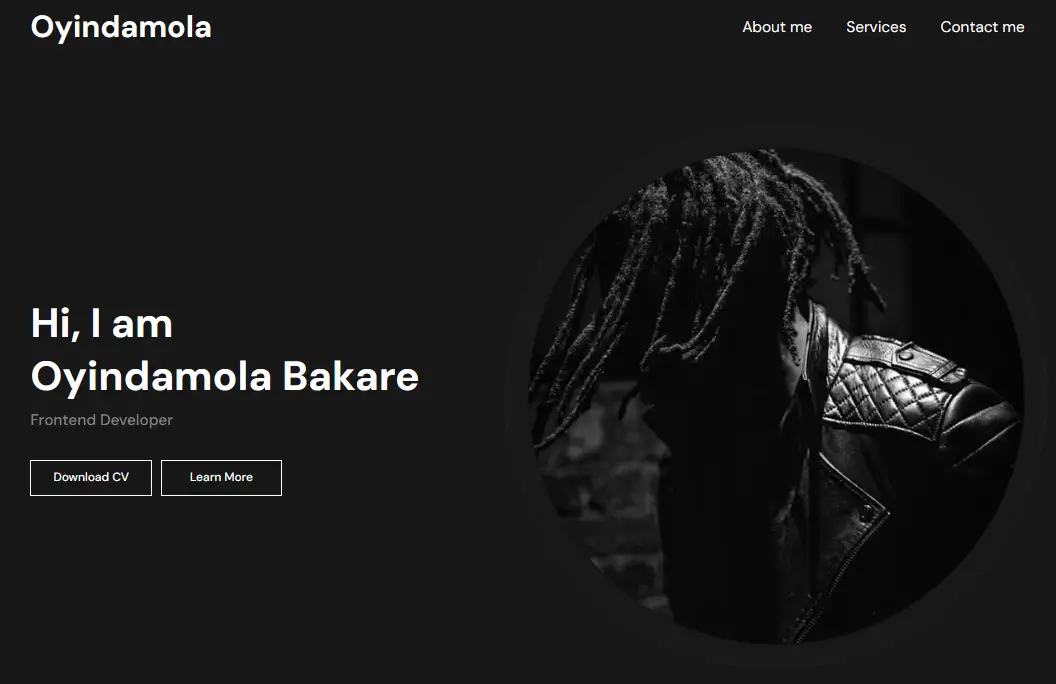 Oyindamola
About me
Services
Contact me
Hi, I am
Oyindamola Bakare
Frontend Developer
Download CV
Learn More